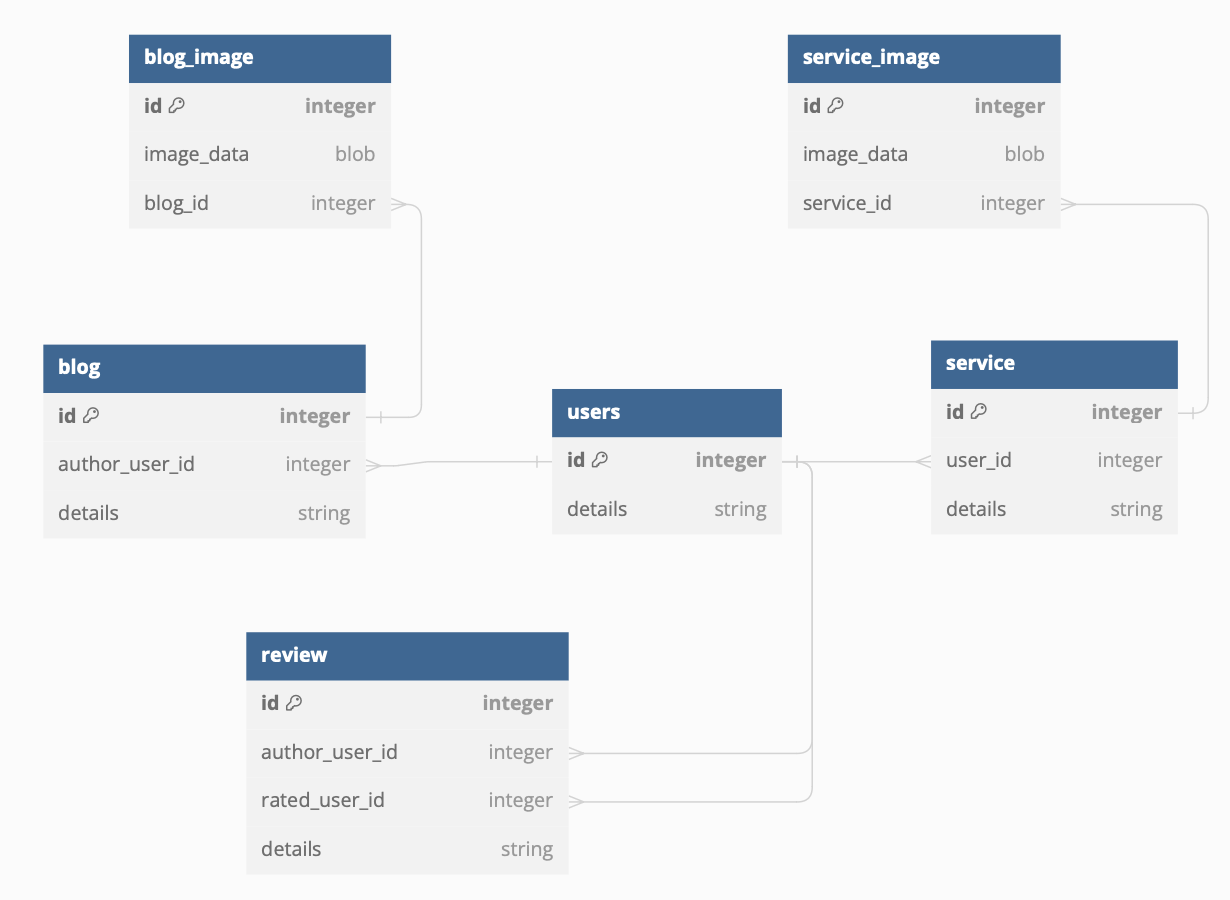 blog_image
id integer
image_data blob
blog_id integer
service_image
id integer
image_data blob
service_id integer
blog
id integer
author_user_id integer
details string
users
id integer
details string
service
id integer
user_id integer
details string
review
id integer
author_user_id integer
rated_user_id integer
details string